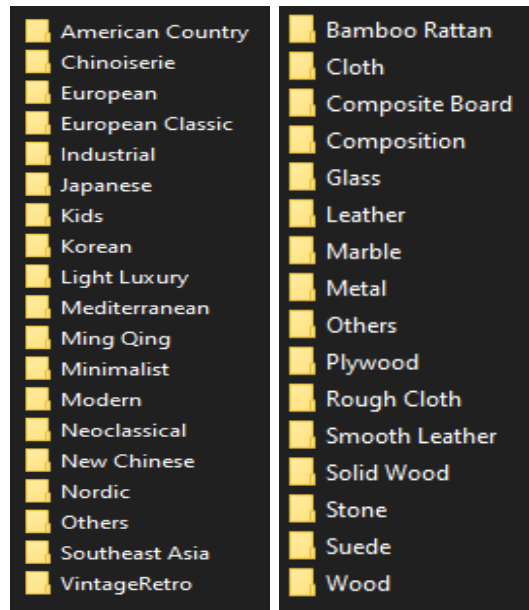 American Country
Chinoiserie
European
European Classic
Industrial
Japanese
Kids
Korean
Light Luxury
Mediterranean
Ming Qing
Minimalist
Modern
Neoclassical
New Chinese
Nordic
Others
Southeast Asia
VintageRetro
Bamboo Rattan
Cloth
Composite Board
Composition
Glass
Leather
Marble
Metal
Others
Plywood
Rough Cloth
Smooth Leather
Solid Wood
Stone
Suede
Wood